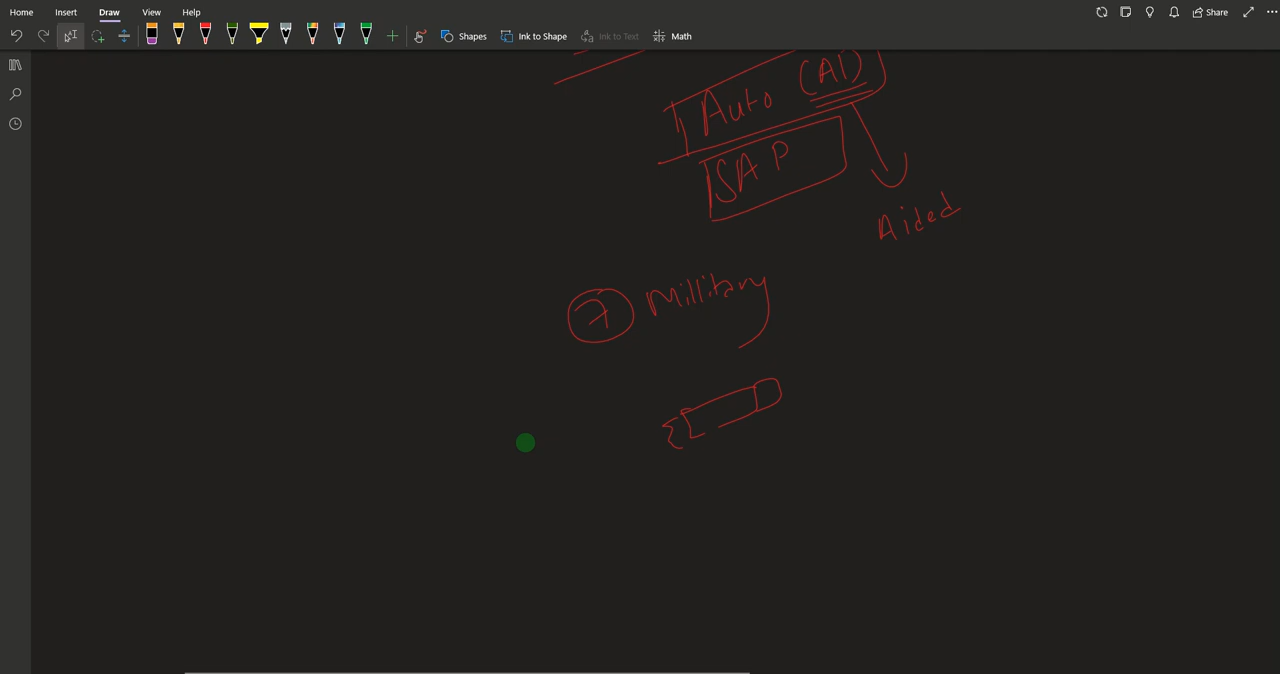 Home Insert Draw View Help Share
Shapes Ink to Shape Ink to Text Math
Auto (AI)
SAP
Aided
7 Millitary